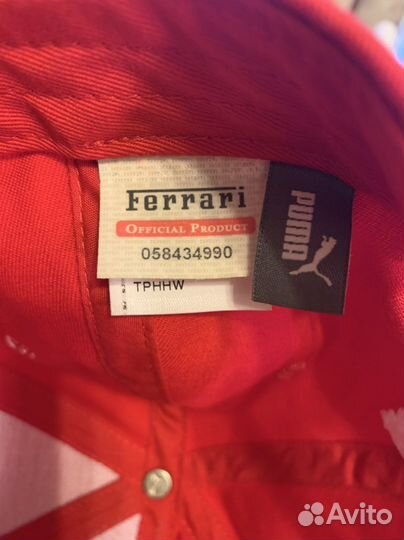 Ferrari
OFFICIAL PRODUCT
058434990
TPHHW
PUMA
Avito